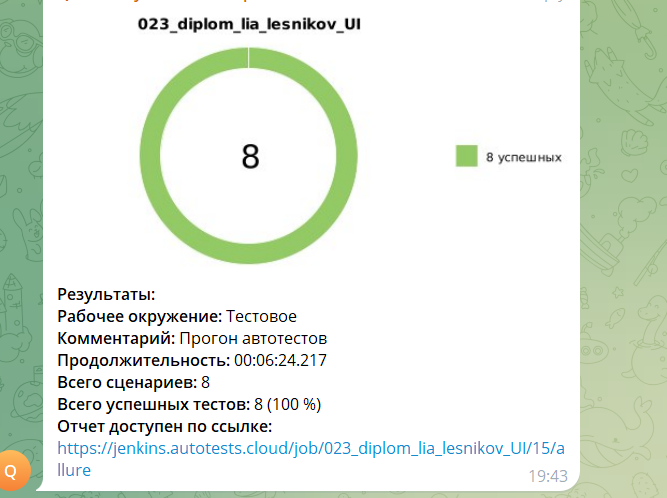 023_diplom_lia_lesnikov_UI
8
8 успешных
Результаты:
Рабочее окружение: Тестовое
Комментарий: Прогон автотестов
Продолжительность: 00:06:24.217
Всего сценариев: 8
Всего успешных тестов: 8 (100 %)
Отчет доступен по ссылке:
https://jenkins.autotests.cloud/job/023_diplom_lia_lesnikov_UI/15/a
llure
Q
19:43